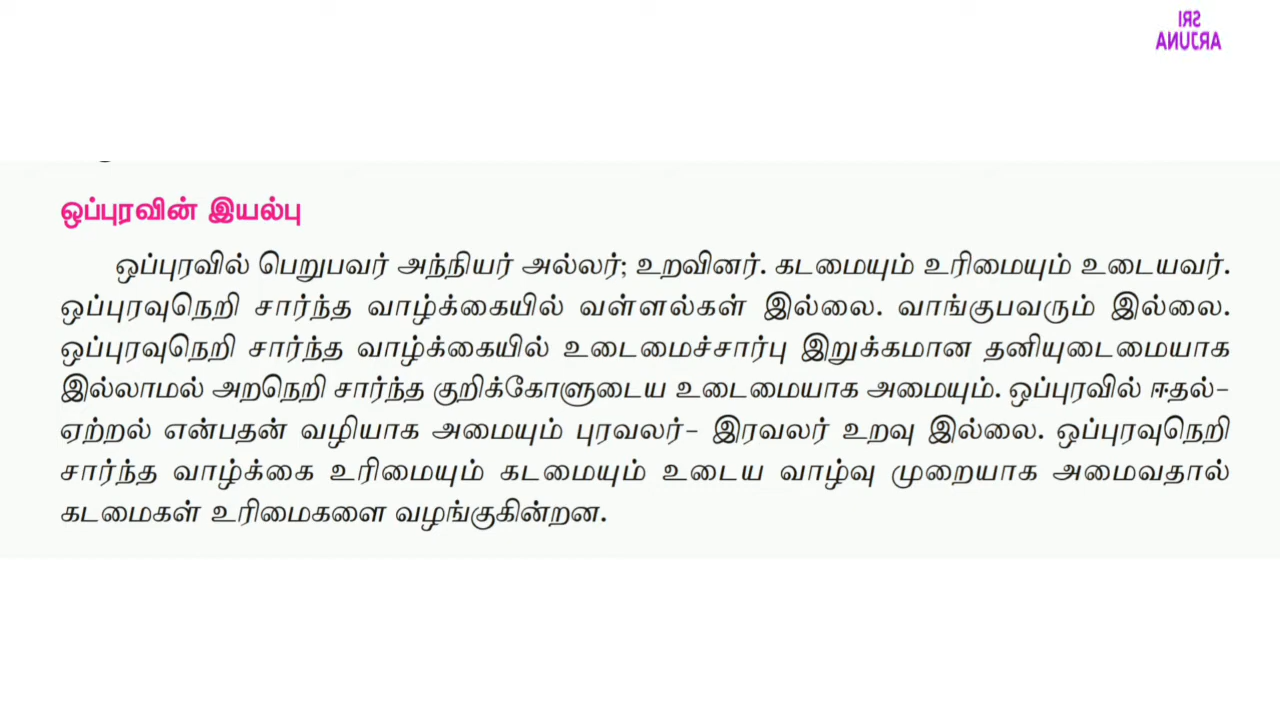 SRI
ARJUNA
ஒப்புரவின் இயல்பு
ஒப்புரவில் பெறுபவர் அந்நியர் அல்லர்; உறவினர். கடமையும் உரிமையும் உடையவர்.
ஒப்புரவுநெறி சார்ந்த வாழ்க்கையில் வள்ளல்கள் இல்லை. வாங்குபவரும் இல்லை.
ஒப்புரவுநெறி சார்ந்த வாழ்க்கையில் உடைமைச்சார்பு இறுக்கமான தனியுடைமையாக
இல்லாமல் அறநெறி சார்ந்த குறிக்கோளுடைய உடைமையாக அமையும். ஒப்புரவில் ஈதல்-
ஏற்றல் என்பதன் வழியாக அமையும் புரவலர்- இரவலர் உறவு இல்லை. ஒப்புரவுநெறி
சார்ந்த வாழ்க்கை உரிமையும் கடமையும் உடைய வாழ்வு முறையாக அமைவதால்
கடமைகள் உரிமைகளை வழங்குகின்றன.